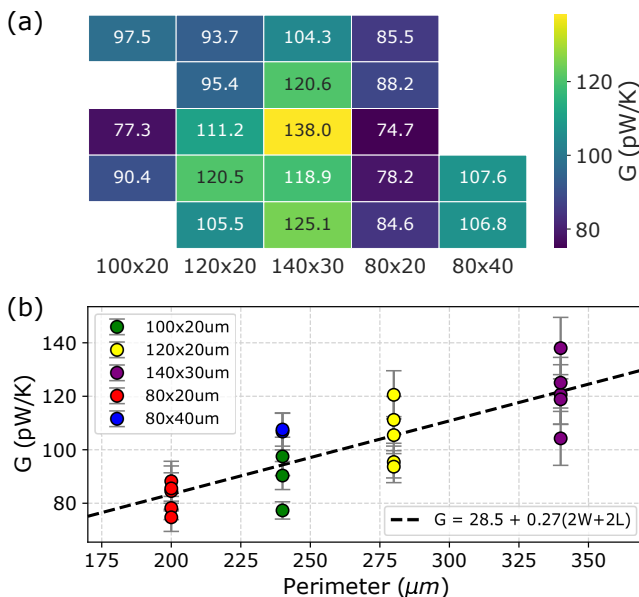 (a)
97.5 93.7 104.3 85.5
95.4 120.6 88.2
77.3 111.2 138.0 74.7
90.4 120.5 118.9 78.2 107.6
105.5 125.1 84.6 106.8
100x20 120x20 140x30 80x20 80x40
120
100
80
G (pW/K)
(b)
100x20um
120x20um
140x30um
80x20um
80x40um
G = 28.5 + 0.27(2W+2L)
140
120
100
80
G (pW/K)
175 200 225 250 275 300 325 350
Perimeter (μm)